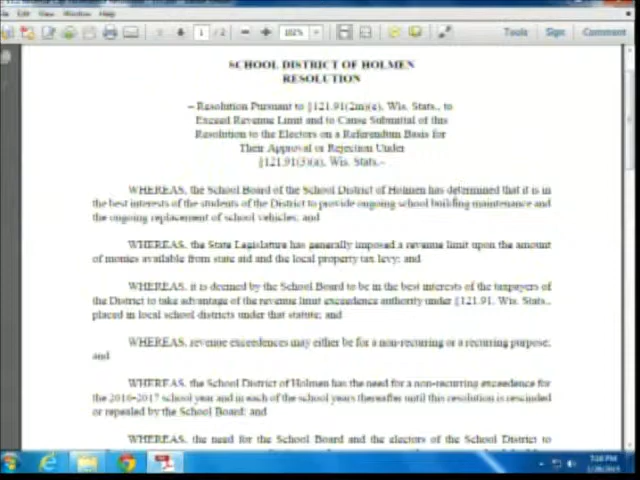 File Edit View Window Help
1 / 2 102% Tools Sign Comment
SCHOOL DISTRICT OF HOLMEN
RESOLUTION
– Resolution Pursuant to §121.91(2m)(e), Wis. Stats., to
Exceed Revenue Limit and to Cause Submittal of this
Resolution to the Electors on a Referendum Basis for
Their Approval or Rejection Under
§121.91(3)(a), Wis. Stats.–
WHEREAS, the School Board of the School District of Holmen has determined that it is in
the best interests of the students of the District to provide ongoing school building maintenance and
the ongoing replacement of school vehicles; and
WHEREAS, the State Legislature has generally imposed a revenue limit upon the amount
of monies available from state aid and the local property tax levy; and
WHEREAS, it is deemed by the School Board to be in the best interests of the taxpayers of
the District to take advantage of the revenue limit exceedence authority under §121.91, Wis. Stats.,
placed in local school districts under that statute; and
WHEREAS, revenue exceedences may either be for a non-recurring or a recurring purpose;
and
WHEREAS, the School District of Holmen has the need for a non-recurring exceedence for
the 2016-2017 school year and in each of the school years thereafter until this resolution is rescinded
or repealed by the School Board; and
WHEREAS, the need for the School Board and the electors of the School District to